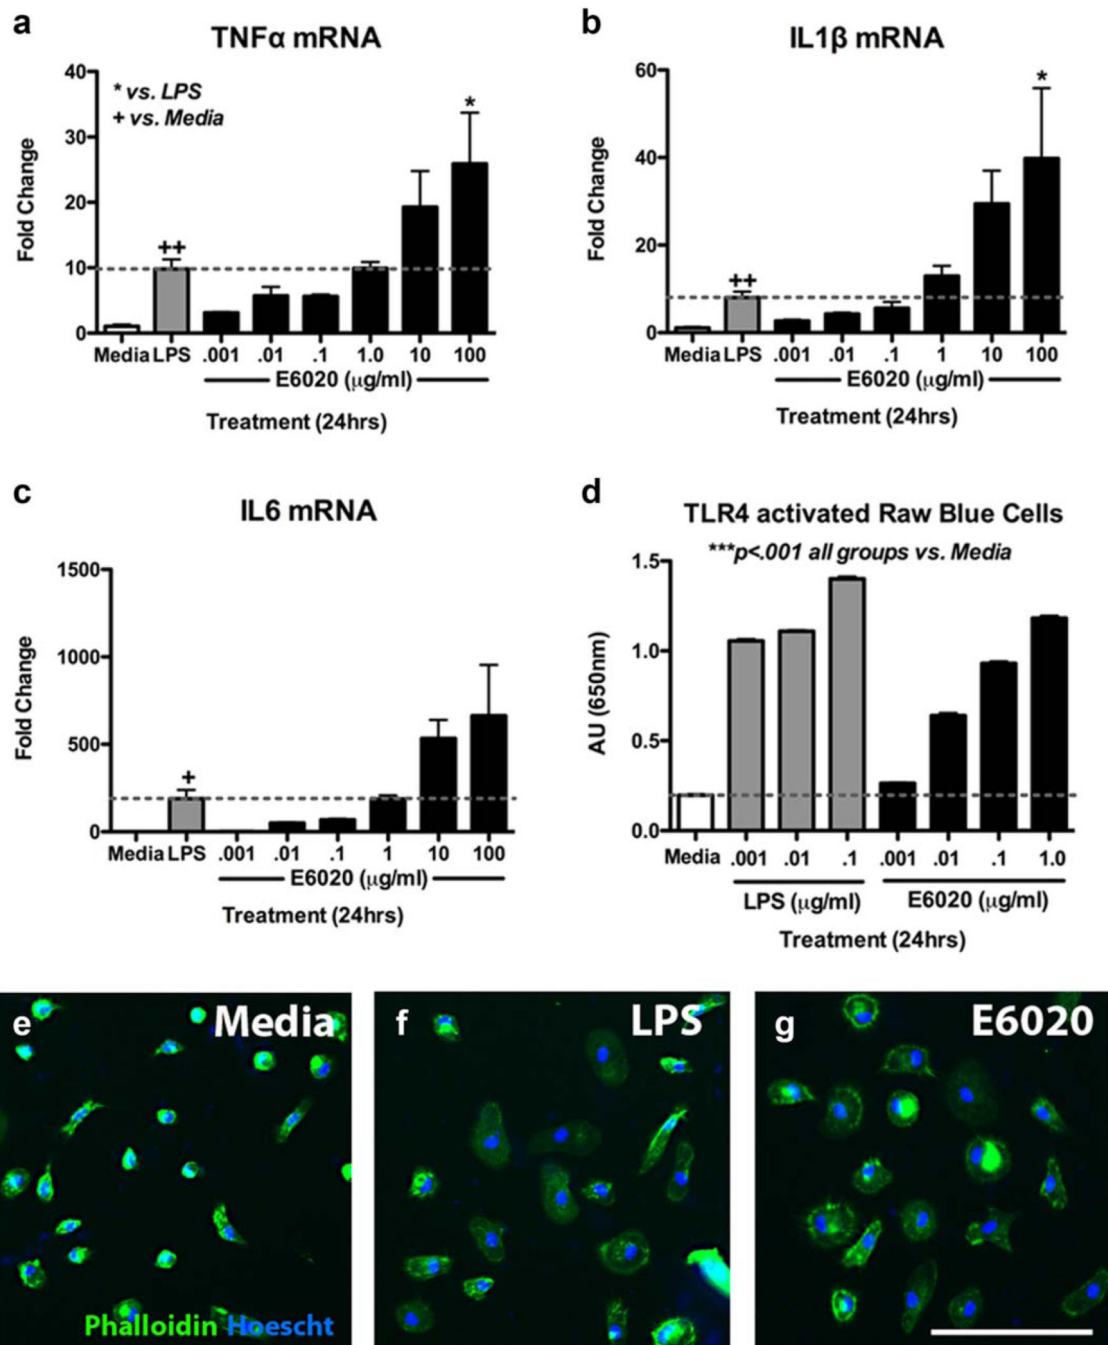 a
TNFα mRNA
* vs. LPS
+ vs. Media
Fold Change
40
30
20
10
0
++
*
Media LPS .001 .01 .1 1.0 10 100
E6020 (µg/ml)
Treatment (24hrs)
b
IL1β mRNA
Fold Change
60
40
20
0
++
*
Media LPS .001 .01 .1 1 10 100
E6020 (µg/ml)
Treatment (24hrs)
c
IL6 mRNA
Fold Change
1500
1000
500
0
+
Media LPS .001 .01 .1 1 10 100
E6020 (µg/ml)
Treatment (24hrs)
d
TLR4 activated Raw Blue Cells
***p<.001 all groups vs. Media
AU (650nm)
1.5
1.0
0.5
0.0
Media .001 .01 .1 .001 .01 .1 1.0
LPS (µg/ml) E6020 (µg/ml)
Treatment (24hrs)
e Media
Phalloidin Hoescht
f LPS
g E6020